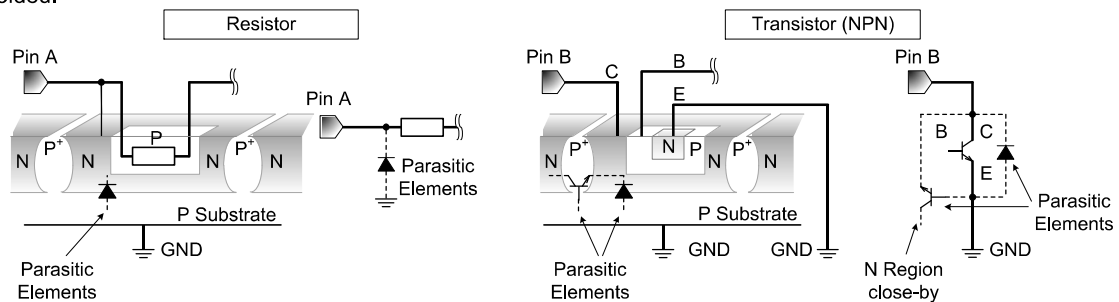 Resistor
Transistor (NPN)
Pin A
Pin B
C
B
E
Pin B
Pin A
N
P+
N
P
N
P+
N
Parasitic
Elements
P Substrate
GND
Parasitic
Elements
N
P+
N
P
N
P+
N
P Substrate
GND
GND
Parasitic
Elements
B
C
E
Parasitic
Elements
GND
N Region
close-by